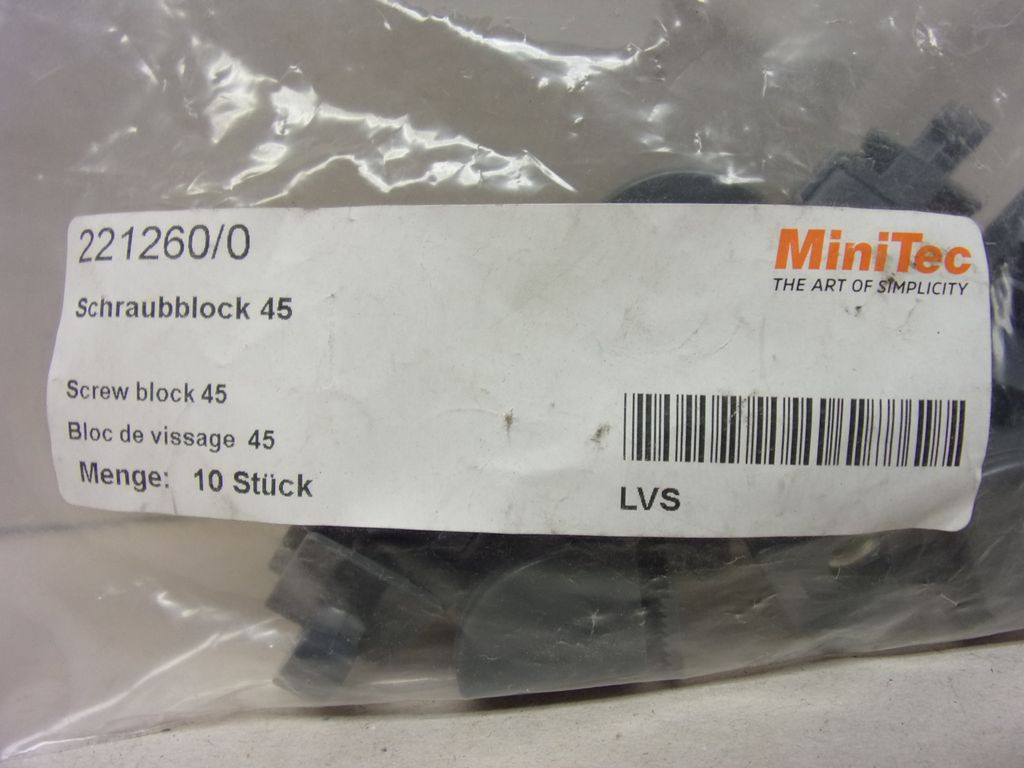 221260/0
MiniTec
THE ART OF SIMPLICITY
Schraubblock 45
Screw block 45
Bloc de vissage 45
Menge: 10 Stück
LVS